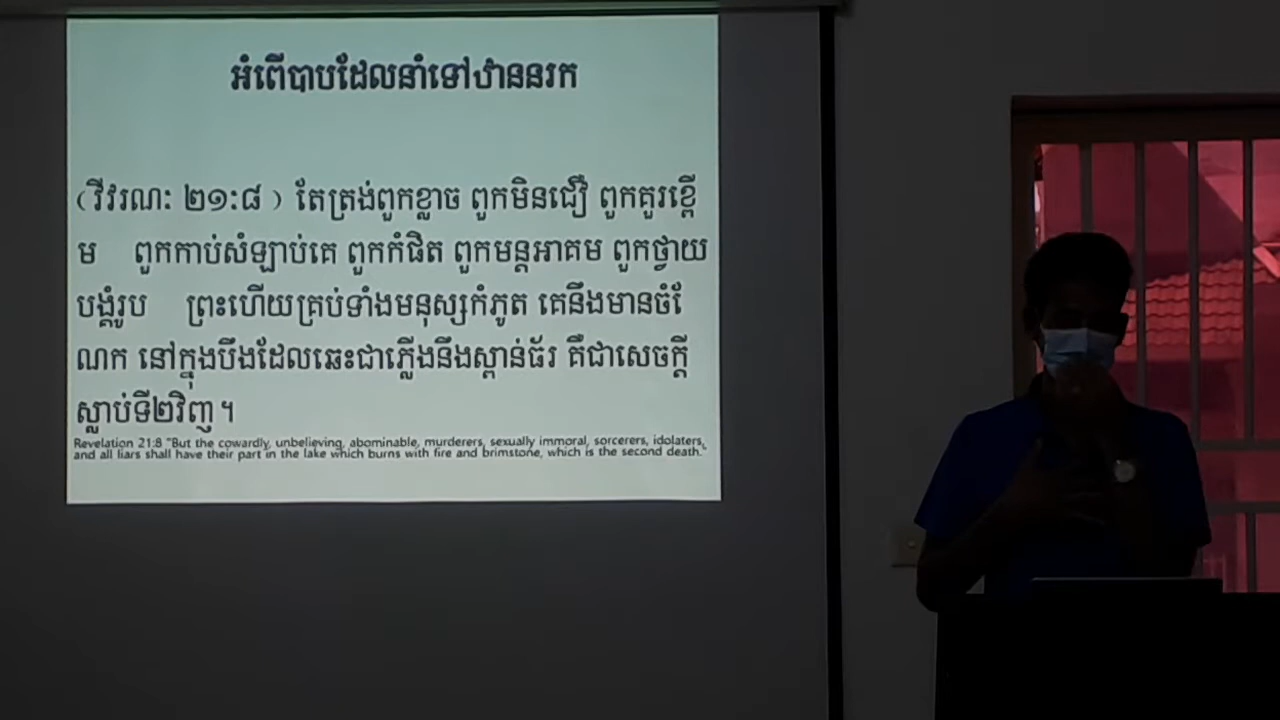 អំពើបាបដែលនាំទៅឋាននរក
(វីវរណៈ ២១:៨ ) តែត្រង់ពួកខ្លាច ពួកមិនជឿ ពួកគួរខ្ពើ
ម ពួកកាប់សំឡាប់គេ ពួកកំផិត ពួកមន្តអាគម ពួកថ្វាយ
បង្គំរូប ព្រះហើយគ្រប់ទាំងមនុស្សកំភូត គេនឹងមានចំំែ
ណក នៅក្នុងបឹងដែលឆេះជាភ្លើងនឹងស្ពាន់ធ័រ គឺជាសេចក្ដី
ស្លាប់ទី២វិញ។
Revelation 21:8 "But the cowardly, unbelieving, abominable, murderers, sexually immoral, sorcerers, idolaters,
and all liars shall have their part in the lake which burns with fire and brimstone, which is the second death."